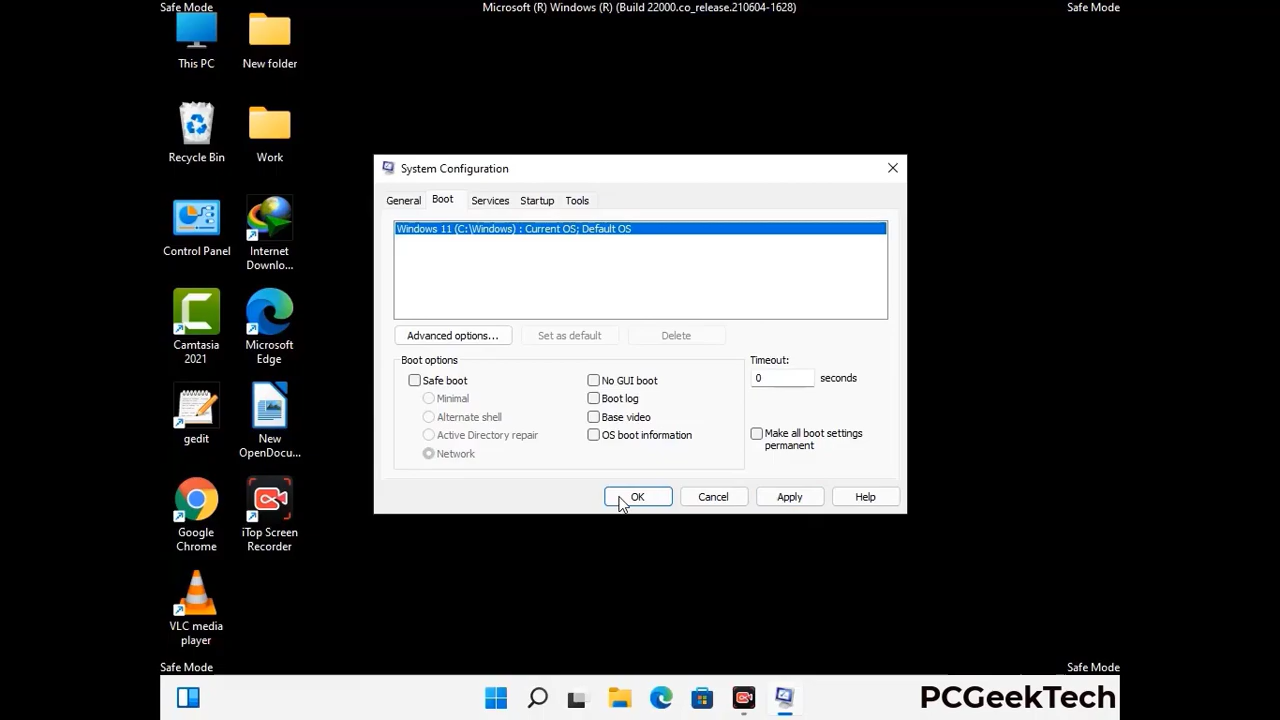 Safe Mode
Microsoft (R) Windows (R) (Build 22000.co_release.210604-1628)
Safe Mode
This PC
New folder
Recycle Bin
Work
Control Panel
Internet
Downlo...
Camtasia
2021
Microsoft
Edge
gedit
New
OpenDocu...
Google
Chrome
iTop Screen
Recorder
VLC media
player
System Configuration
General Boot Services Startup Tools
Windows 11 (C:\Windows) : Current OS; Default OS
Advanced options...
Set as default
Delete
Boot options
Safe boot
Minimal
Alternate shell
Active Directory repair
Network
No GUI boot
Boot log
Base video
OS boot information
Timeout:
0 seconds
Make all boot settings
permanent
OK
Cancel
Apply
Help
Safe Mode
Safe Mode
PCGeekTech